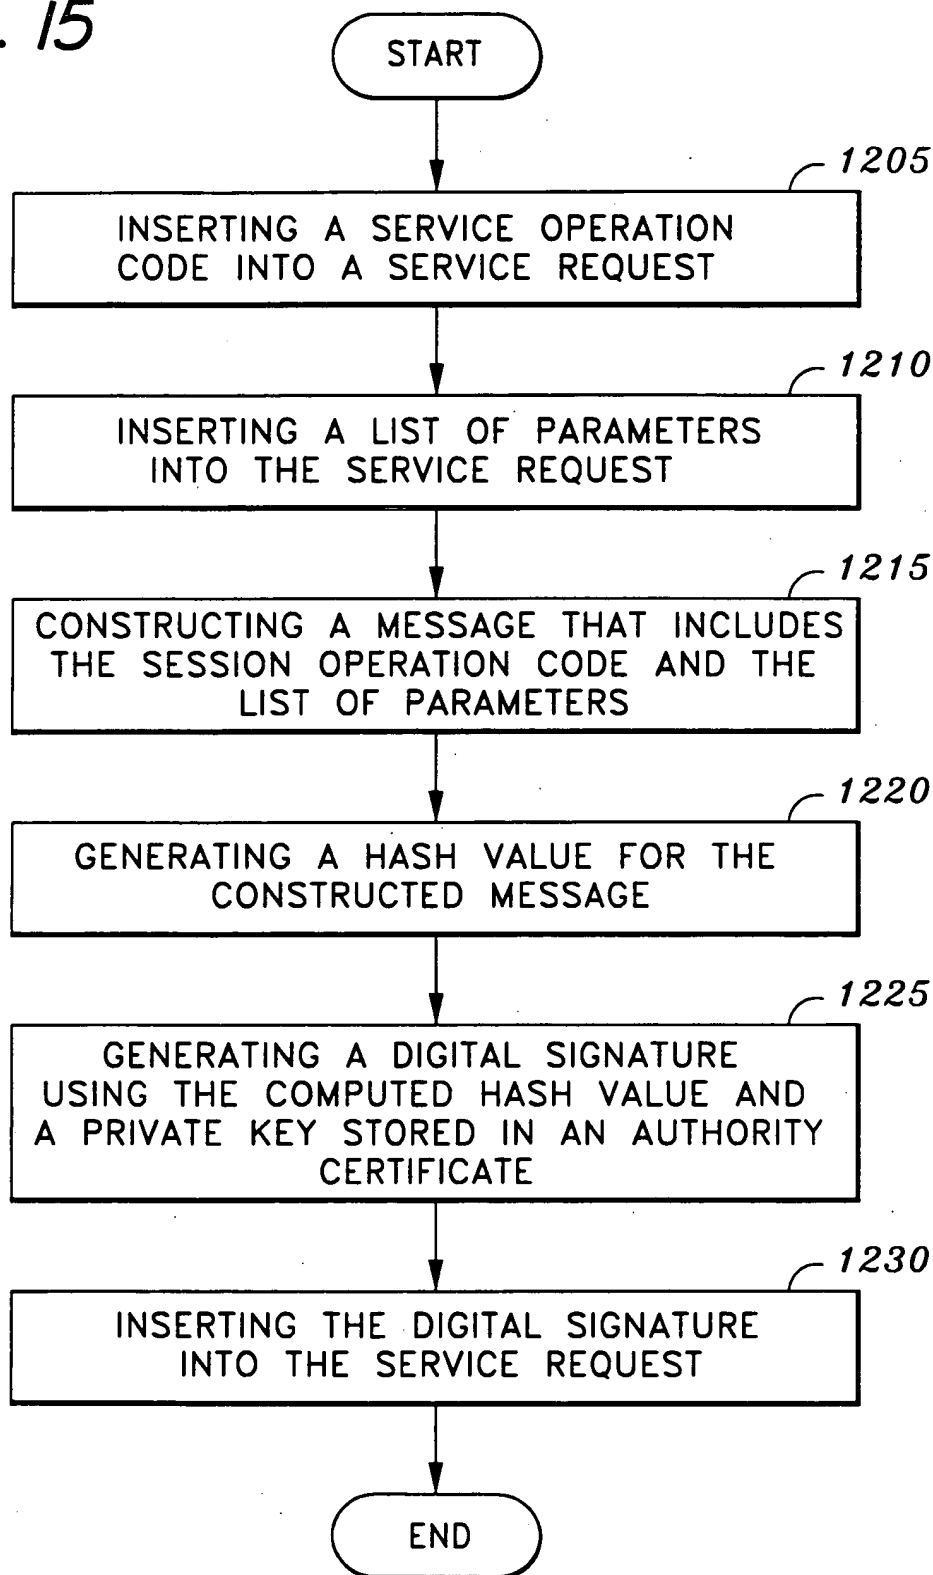 . 15
START
1205
INSERTING A SERVICE OPERATION
CODE INTO A SERVICE REQUEST
1210
INSERTING A LIST OF PARAMETERS
INTO THE SERVICE REQUEST
1215
CONSTRUCTING A MESSAGE THAT INCLUDES
THE SESSION OPERATION CODE AND THE
LIST OF PARAMETERS
1220
GENERATING A HASH VALUE FOR THE
CONSTRUCTED MESSAGE
1225
GENERATING A DIGITAL SIGNATURE
USING THE COMPUTED HASH VALUE AND
A PRIVATE KEY STORED IN AN AUTHORITY
CERTIFICATE
1230
INSERTING THE DIGITAL SIGNATURE
INTO THE SERVICE REQUEST
END